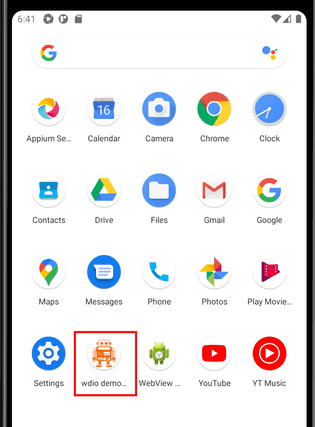 6:41
Appium Se...
Calendar
Camera
Chrome
Clock
16
Contacts
Drive
Files
Gmail
Google
Maps
Messages
Phone
Photos
Play Movie...
Settings
wdio demo...
WebView ...
YouTube
YT Music